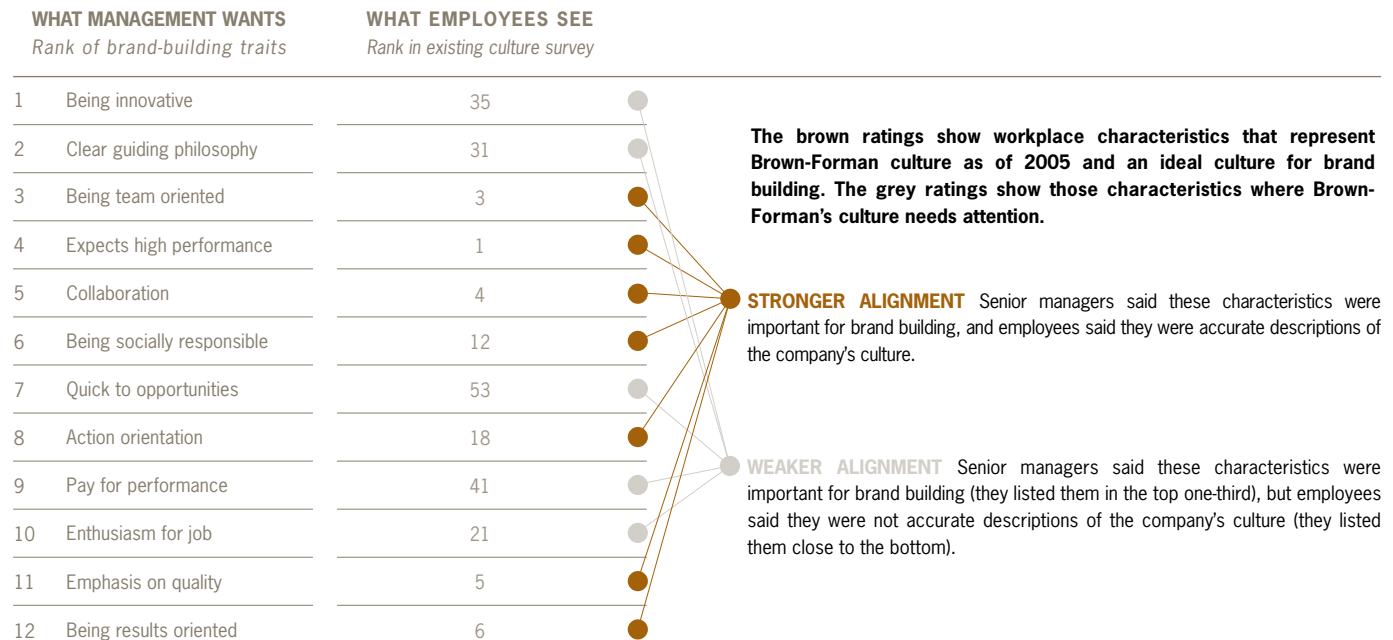 WHAT MANAGEMENT WANTS
Rank of brand-building traits
WHAT EMPLOYEES SEE
Rank in existing culture survey
1 Being innovative 35
2 Clear guiding philosophy 31
3 Being team oriented 3
4 Expects high performance 1
5 Collaboration 4
6 Being socially responsible 12
7 Quick to opportunities 53
8 Action orientation 18
9 Pay for performance 41
10 Enthusiasm for job 21
11 Emphasis on quality 5
12 Being results oriented 6
The brown ratings show workplace characteristics that represent
Brown-Forman culture as of 2005 and an ideal culture for brand
building. The grey ratings show those characteristics where Brown-
Forman’s culture needs attention.
STRONGER ALIGNMENT Senior managers said these characteristics were
important for brand building, and employees said they were accurate descriptions of
the company’s culture.
WEAKER ALIGNMENT Senior managers said these characteristics were
important for brand building (they listed them in the top one-third), but employees
said they were not accurate descriptions of the company’s culture (they listed
them close to the bottom).